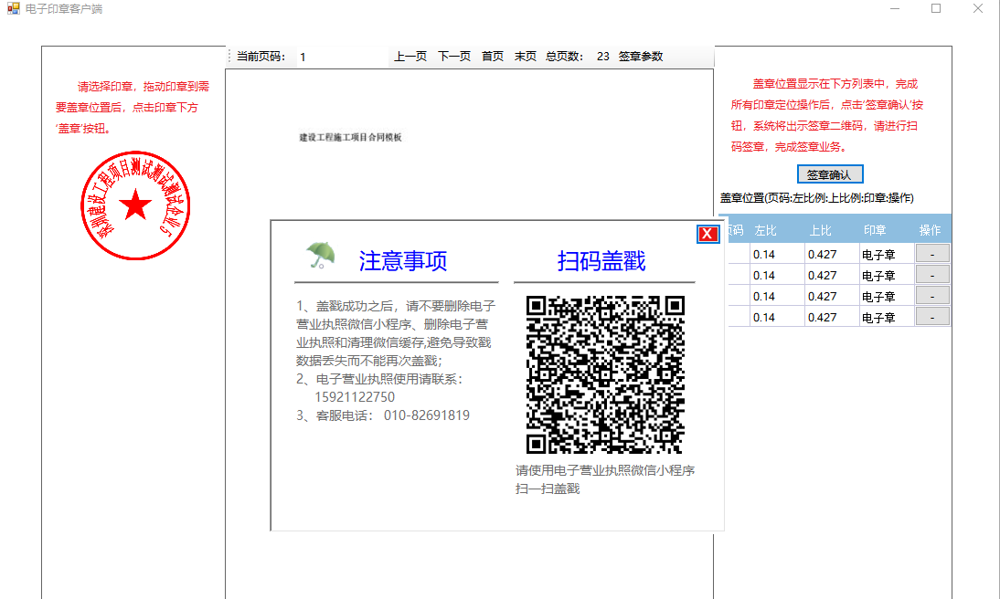 电子印章客户端
当前页码： 1 上一页 下一页 首页 末页 总页数： 23 签章参数
请选择印章，拖动印章到需
要盖章位置后，点击印章下方
'盖章'按钮。
深圳建设工程项目测试测试测试企业5
建设工程施工项目合同模板
盖章位置显示在下方列表中，完成
所有印章定位操作后，点击'签章确认'按
钮，系统将出示签章二维码，请进行扫
码签章，完成签章业务。
签章确认
盖章位置(页码:左比例:上比例:印章:操作)
页码 左比 上比 印章 操作
0.14 0.427 电子章 -
0.14 0.427 电子章 -
0.14 0.427 电子章 -
0.14 0.427 电子章 -
X
注意事项
1、盖戳成功之后，请不要删除电子
营业执照微信小程序、删除电子营
业执照和清理微信缓存,避免导致戳
数据丢失而不能再次盖戳；
2、电子营业执照使用请联系：
15921122750
3、客服电话： 010-82691819
扫码盖戳
请使用电子营业执照微信小程序
扫一扫盖戳